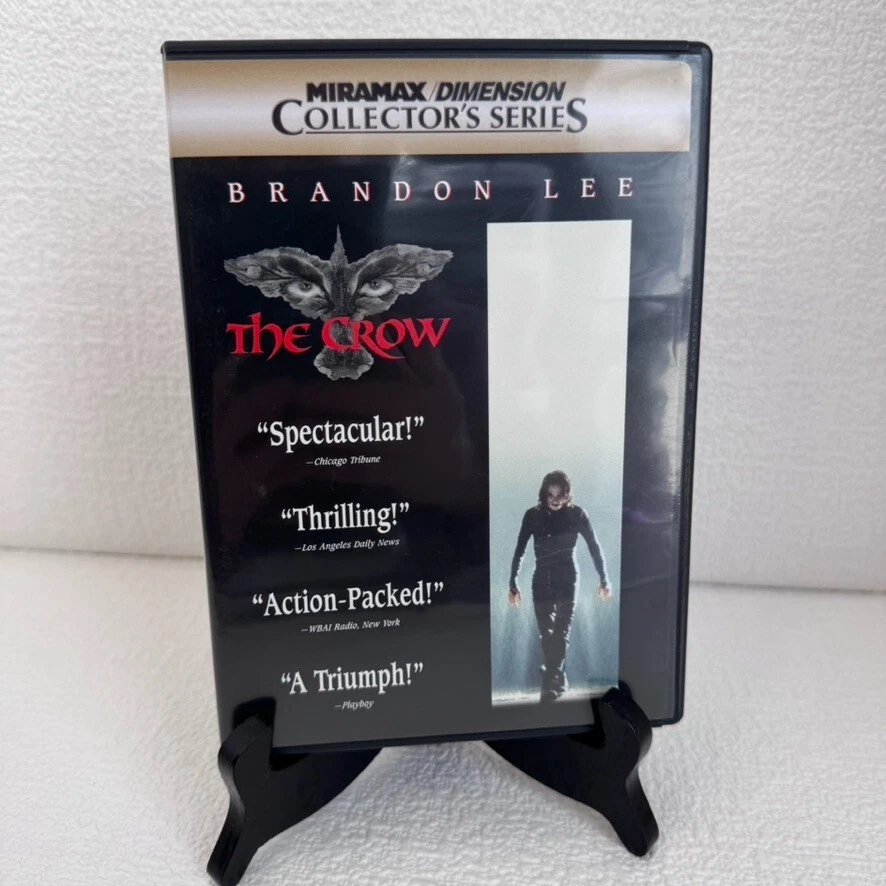 MIRAMAX/DIMENSION
COLLECTOR'S SERIES
BRANDON LEE
THE CROW
“Spectacular!”
—Chicago Tribune
“Thrilling!”
—Los Angeles Daily News
“Action-Packed!”
—WBAI Radio, New York
“A Triumph!”
—Playboy